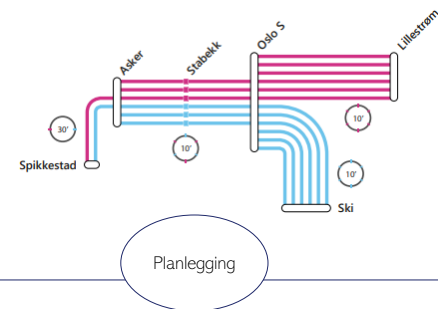 Asker
Stabekk
Oslo S
Lillestrøm
30'
10'
10'
10'
Spikkestad
Ski
Planlegging